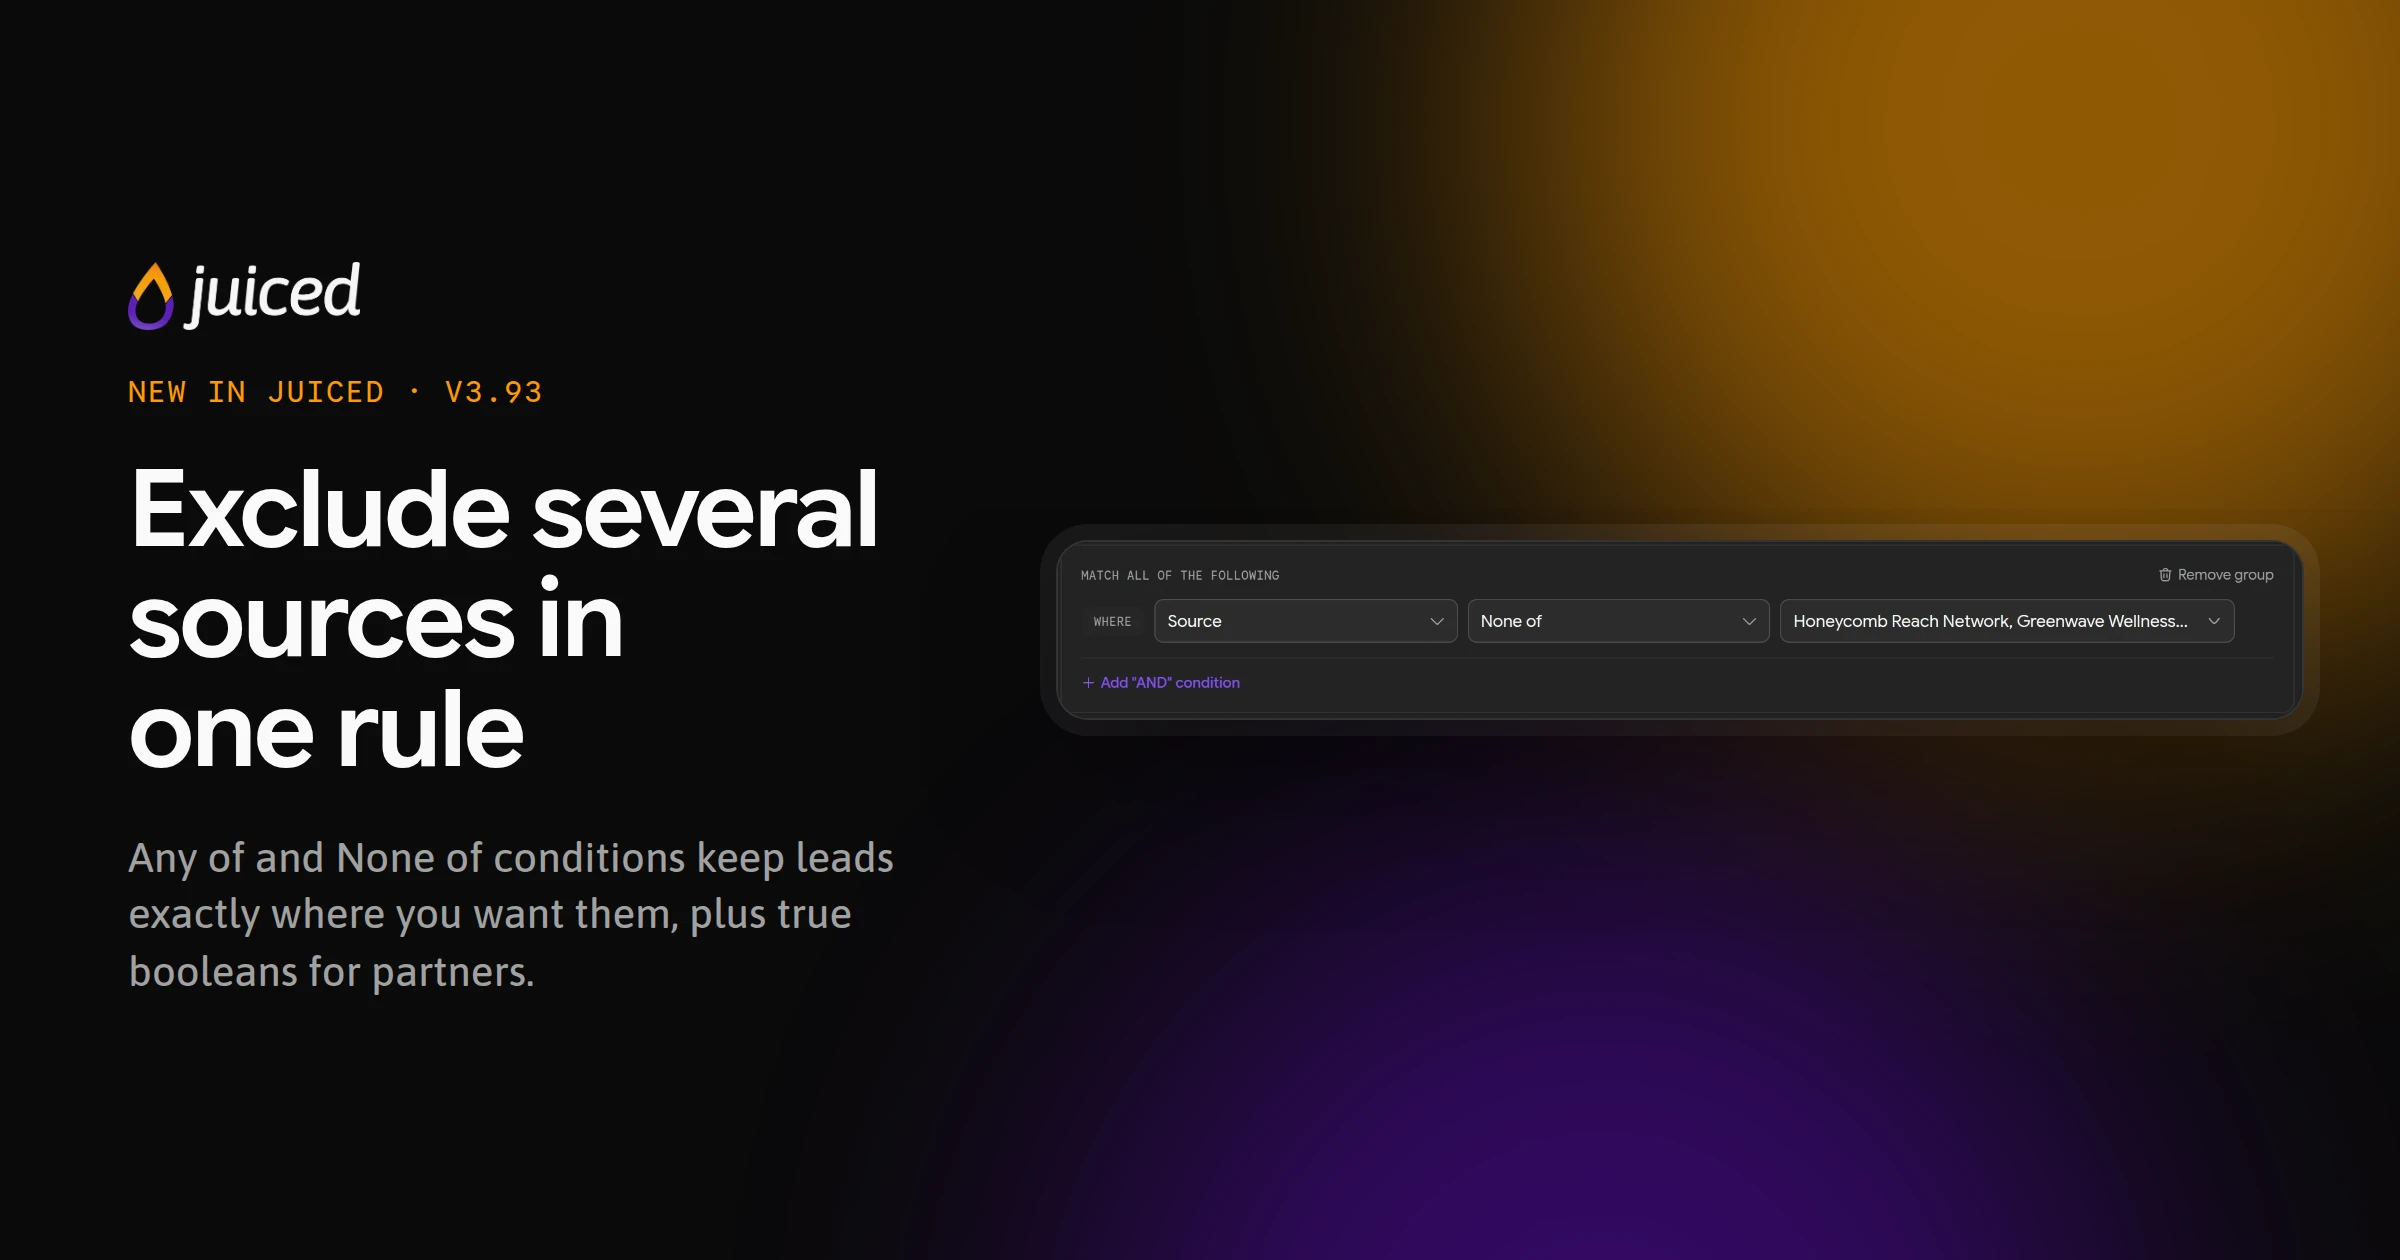 juiced
NEW IN JUICED · V3.93
Exclude several
sources in
one rule
Any of and None of conditions keep leads
exactly where you want them, plus true
booleans for partners.
MATCH ALL OF THE FOLLOWING
Remove group
WHERE
Source
None of
Honeycomb Reach Network, Greenwave Wellness...
+ Add "AND" condition